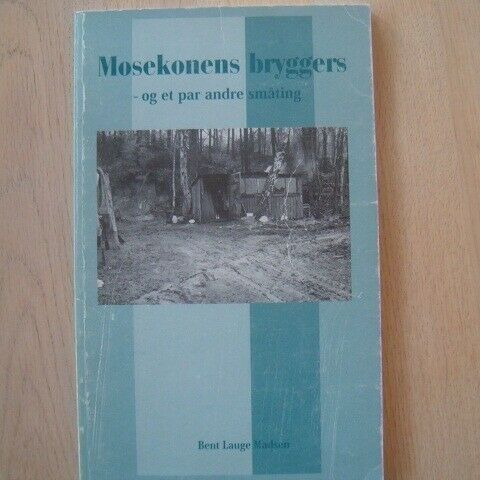 Mosekonens bryggers
- og et par andre småting
Bent Lauge Madsen